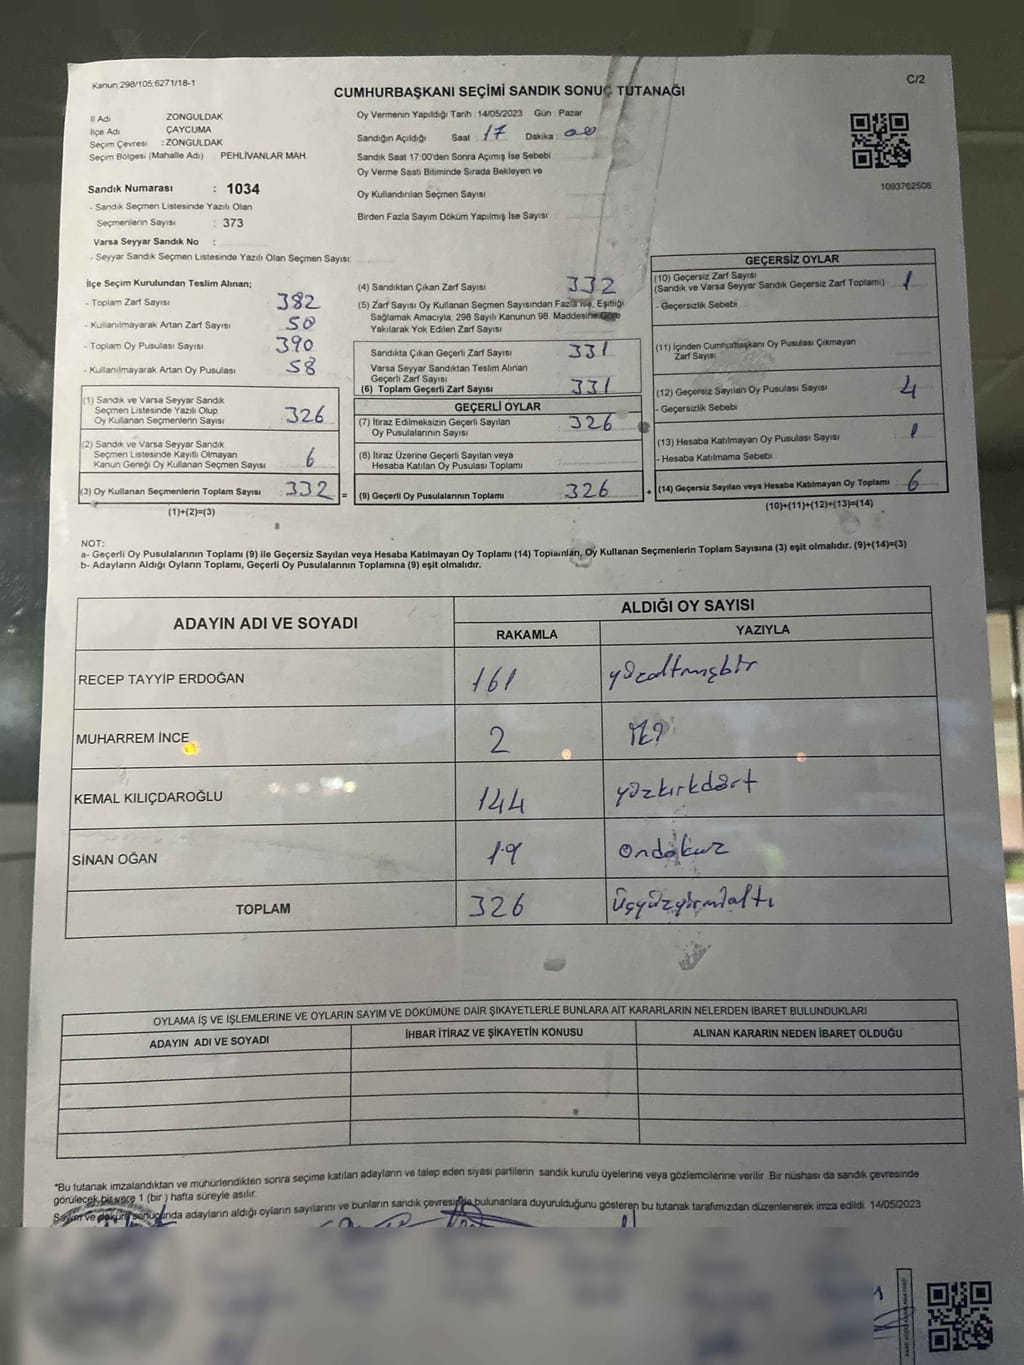 Kanun:298/105;6271/18-1
C/2
CUMHURBAŞKANI SEÇİMİ SANDIK SONUÇ TUTANAĞI
İl Adı ZONGULDAK
İlçe Adı ÇAYCUMA
Seçim Çevresi : ZONGULDAK
Seçim Bölgesi (Mahalle Adı) PEHLİVANLAR MAH.
Sandık Numarası : 1034
- Sandık Seçmen Listesinde Yazılı Olan
Seçmenlerin Sayısı : 373
Varsa Seyyar Sandık No :
- Seyyar Sandık Seçmen Listesinde Yazılı Olan Seçmen Sayısı:
Oy Vermenin Yapıldığı Tarih : 14/05/2023 Gün : Pazar
Sandığın Açıldığı Saat : 17 Dakika : 00
Sandık Saat 17:00'den Sonra Açılmış İse Sebebi
Oy Verme Saati Bitiminde Sırada Bekleyen ve
Oy Kullandırılan Seçmen Sayısı
Birden Fazla Sayım Döküm Yapılmış İse Sayısı
1093762508
İlçe Seçim Kurulundan Teslim Alınan;
- Toplam Zarf Sayısı 382
- Kullanılmayarak Artan Zarf Sayısı 50
- Toplam Oy Pusulası Sayısı 390
- Kullanılmayarak Artan Oy Pusulası 58
(1) Sandık ve Varsa Seyyar Sandık
Seçmen Listesinde Yazılı Olup
Oy Kullanan Seçmenlerin Sayısı 326
(2) Sandık ve Varsa Seyyar Sandık
Seçmen Listesinde Kayıtlı Olmayan
Kanun Gereği Oy Kullanan Seçmen Sayısı 6
(3) Oy Kullanan Seçmenlerin Toplam Sayısı 332 =
(1)+(2)=(3)
(4) Sandıktan Çıkan Zarf Sayısı 332
(5) Zarf Sayısı Oy Kullanan Seçmen Sayısından Fazla ise, Eşitliği
Sağlamak Amacıyla, 298 Sayılı Kanunun 98. Maddesine Göre
Yakılarak Yok Edilen Zarf Sayısı
Sandıkta Çıkan Geçerli Zarf Sayısı 331
Varsa Seyyar Sandıktan Teslim Alınan
Geçerli Zarf Sayısı
(6) Toplam Geçerli Zarf Sayısı 331
GEÇERLİ OYLAR
(7) İtiraz Edilmeksizin Geçerli Sayılan
Oy Pusulalarının Sayısı 326
(8) İtiraz Üzerine Geçerli Sayılan veya
Hesaba Katılan Oy Pusulası Toplamı
(9) Geçerli Oy Pusulalarının Toplamı 326 +
GEÇERSİZ OYLAR
(10) Geçersiz Zarf Sayısı 1
(Sandık ve Varsa Seyyar Sandık Geçersiz Zarf Toplamı)
- Geçersizlik Sebebi
(11) İçinden Cumhurbaşkanı Oy Pusulası Çıkmayan
Zarf Sayısı
(12) Geçersiz Sayılan Oy Pusulası Sayısı 4
- Geçersizlik Sebebi
(13) Hesaba Katılmayan Oy Pusulası Sayısı 1
- Hesaba Katılmama Sebebi
(14) Geçersiz Sayılan veya Hesaba Katılmayan Oy Toplamı 6
(10)+(11)+(12)+(13)=(14)
NOT:
a- Geçerli Oy Pusulalarının Toplamı (9) ile Geçersiz Sayılan veya Hesaba Katılmayan Oy Toplamı (14) Toplamları, Oy Kullanan Seçmenlerin Toplam Sayısına (3) eşit olmalıdır. (9)+(14)=(3)
b- Adayların Aldığı Oyların Toplamı, Geçerli Oy Pusulalarının Toplamına (9) eşit olmalıdır.
ADAYIN ADI VE SOYADI ALDIĞI OY SAYISI
RAKAMLA YAZIYLA
RECEP TAYYİP ERDOĞAN 161 yüzaltmışbir
MUHARREM İNCE 2 İki
KEMAL KILIÇDAROĞLU 144 yüzkırkdört
SİNAN OĞAN 19 ondokuz
TOPLAM 326 üçyüzyirmialtı
OYLAMA İŞ VE İŞLEMLERİNE VE OYLARIN SAYIM VE DÖKÜMÜNE DAİR ŞİKAYETLERLE BUNLARA AİT KARARLARIN NELERDEN İBARET BULUNDUKLARI
ADAYIN ADI VE SOYADI İHBAR İTİRAZ VE ŞİKAYETİN KONUSU ALINAN KARARIN NEDEN İBARET OLDUĞU
*Bu tutanak imzalandıktan ve mühürlendikten sonra seçime katılan adayların ve talep eden siyasi partilerin sandık kurulu üyelerine veya gözlemcilerine verilir. Bir nüshası da sandık çevresinde
görülecek bir yere 1 (bir) hafta süreyle asılır.
Sayım ve döküm sonucunda adayların aldığı oyların sayılarını ve bunların sandık çevresinde bulunanlara duyurulduğunu gösteren bu tutanak tarafımızdan düzenlenerek imza edildi. 14/05/2023